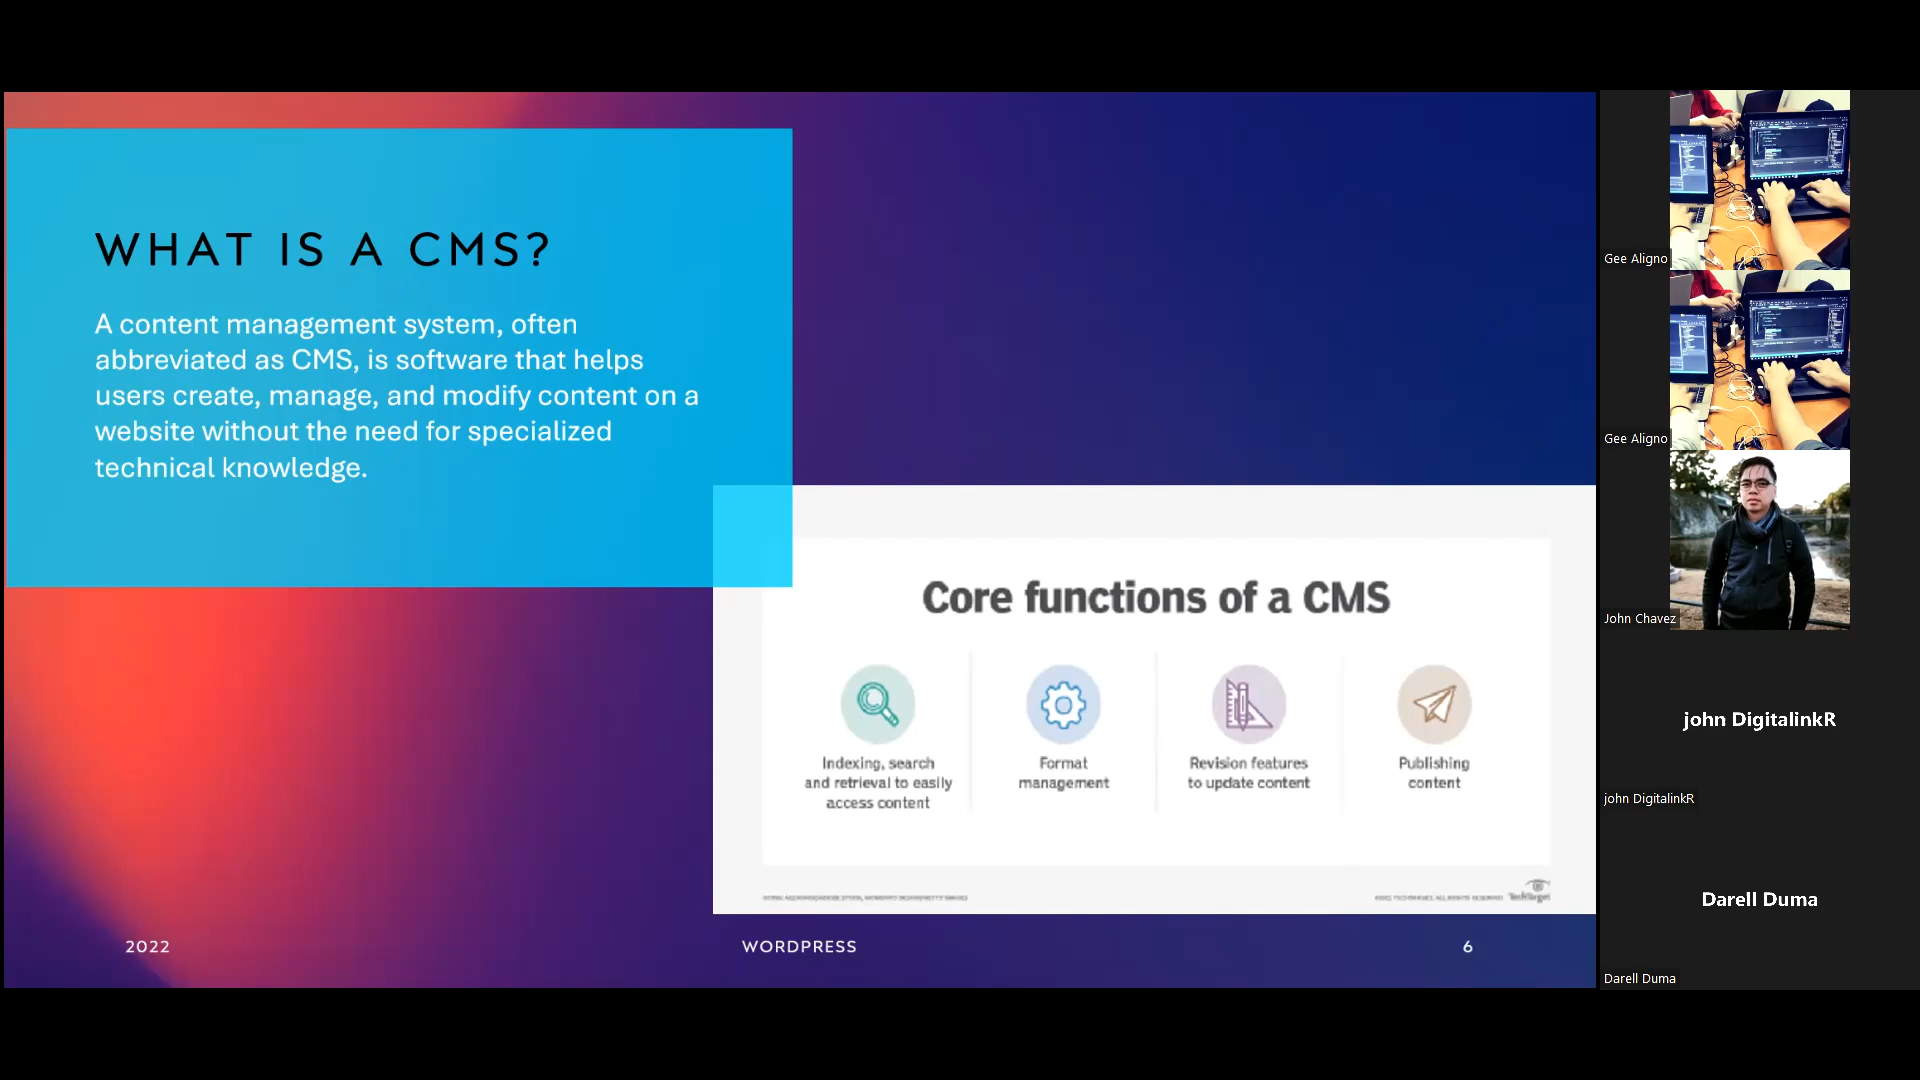 WHAT IS A CMS?
A content management system, often
abbreviated as CMS, is software that helps
users create, manage, and modify content on a
website without the need for specialized
technical knowledge.
Core functions of a CMS
Indexing, search
and retrieval to easily
access content
Format
management
Revision features
to update content
Publishing
content
TechTarget
2022
WORDPRESS
6
Gee Aligno
Gee Aligno
John Chavez
john DigitalinkR
john DigitalinkR
Darell Duma
Darell Duma